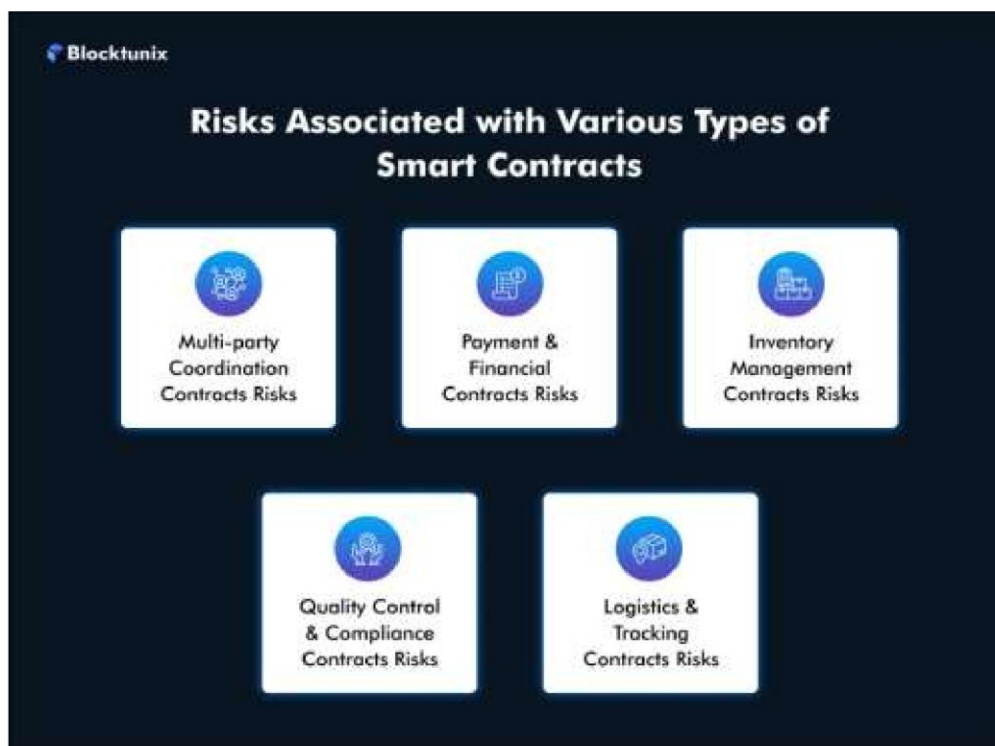 Blocktunix
Risks Associated with Various Types of
Smart Contracts
Multi-party
Coordination
Contracts Risks
Payment &
Financial
Contracts Risks
Inventory
Management
Contracts Risks
Quality Control
& Compliance
Contracts Risks
Logistics &
Tracking
Contracts Risks